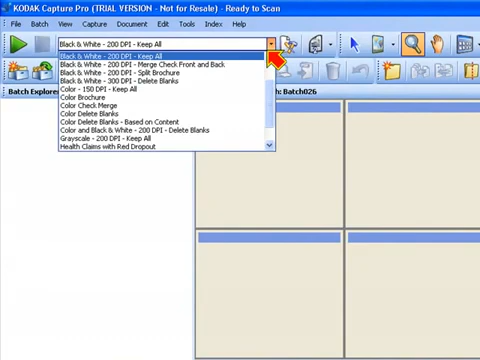 KODAK Capture Pro (TRIAL VERSION - Not for Resale) - Ready to Scan
File Batch View Capture Document Edit Tools Index Help
Black & White - 200 DPI - Keep All
Black & White - 200 DPI - Keep All
Black & White - 200 DPI - Merge Check Front and Back
Black & White - 200 DPI - Split Brochure
Black & White - 300 DPI - Delete Blanks
Color - 150 DPI - Keep All
Color Brochure
Color Check Merge
Color Delete Blanks
Color Delete Blanks - Based on Content
Color and Black & White - 200 DPI - Delete Blanks
Grayscale - 200 DPI - Keep All
Health Claims with Red Dropout
Batch Explorer
h: Batch026